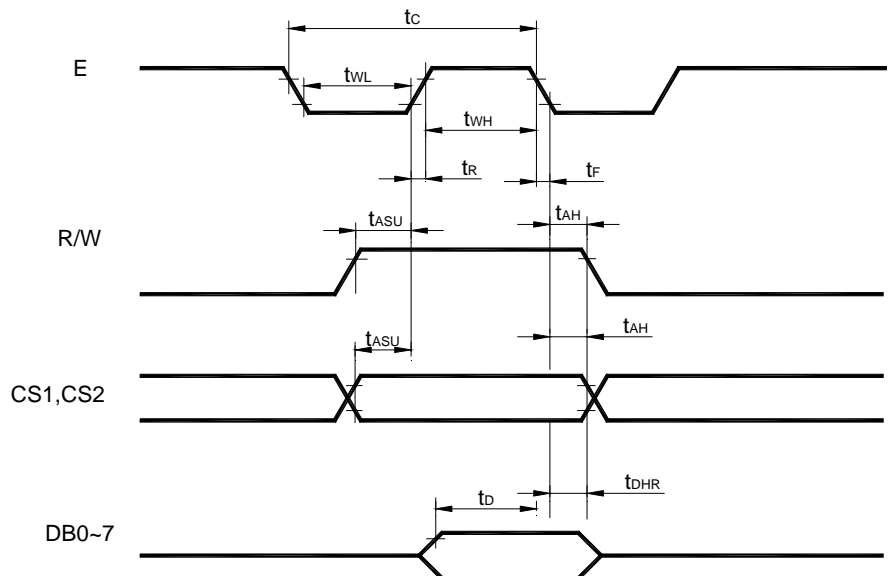 tC
E
tWL
tWH
tR
tF
tASU
tAH
R/W
tASU
tAH
CS1,CS2
tD
tDHR
DB0~7